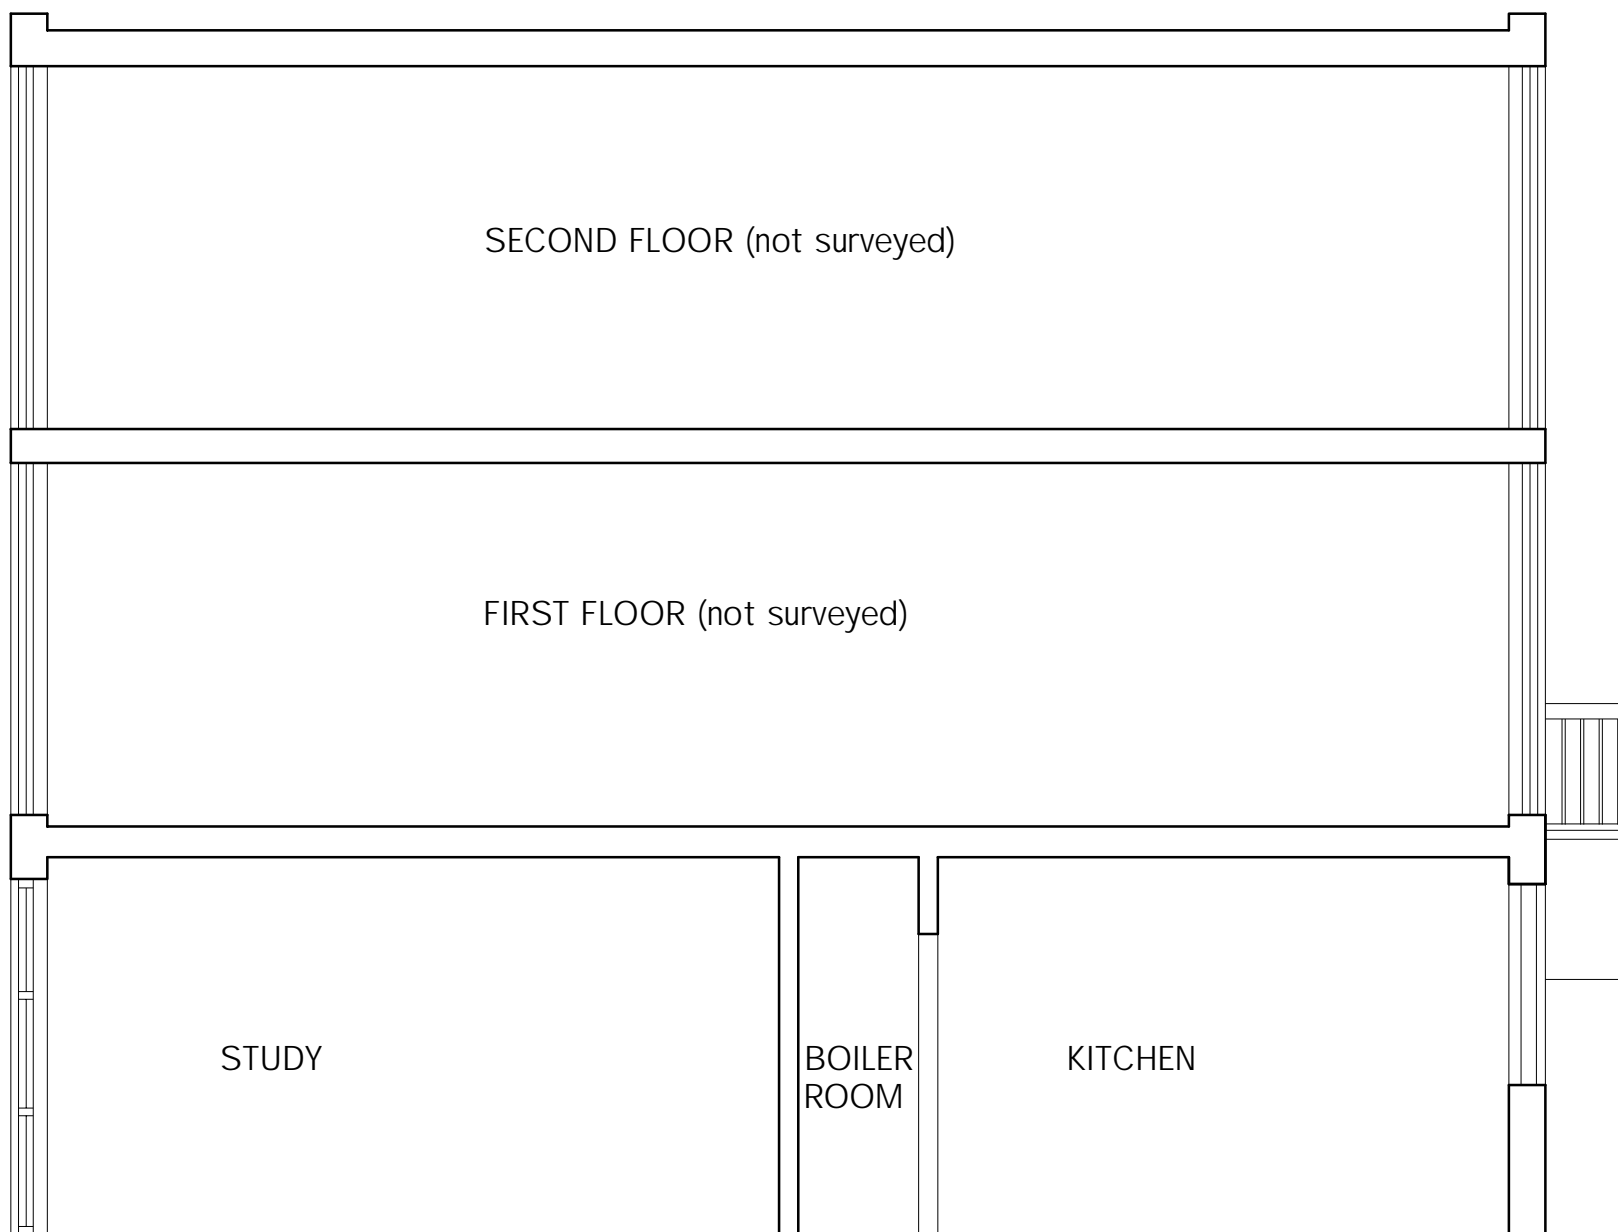 SECOND FLOOR (not surveyed)
FIRST FLOOR (not surveyed)
STUDY
BOILER
ROOM
KITCHEN